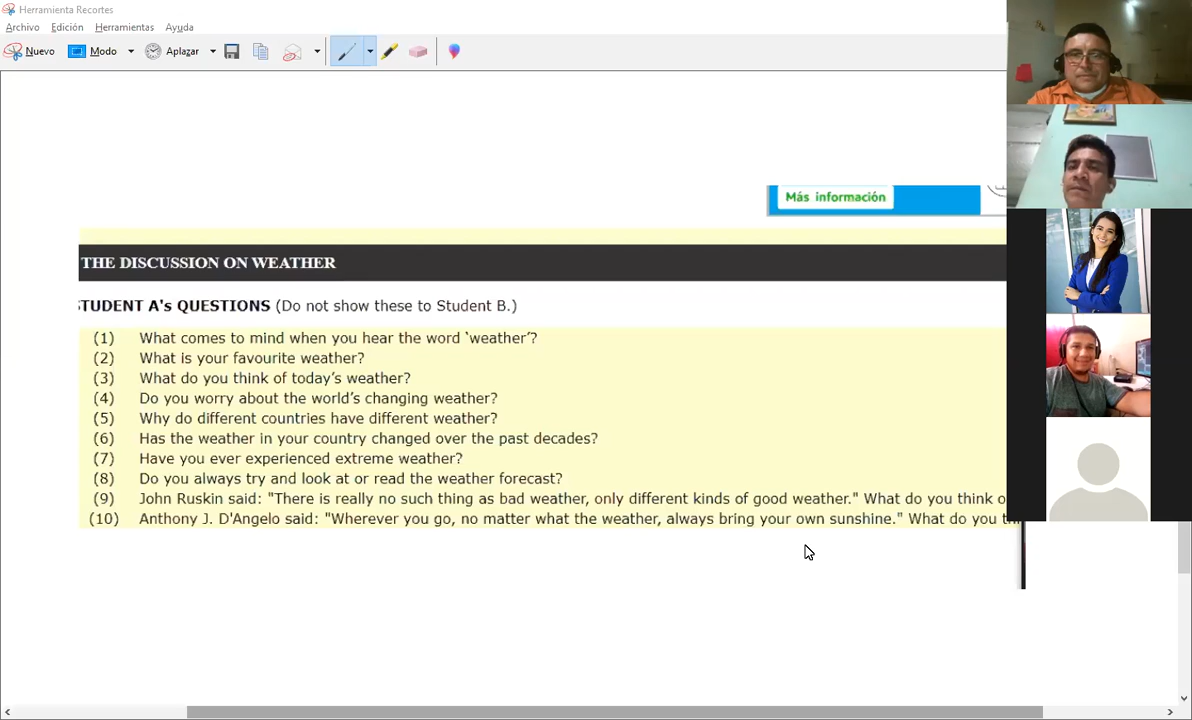 Herramienta Recortes
Archivo Edición Herramientas Ayuda
Nuevo Modo Aplazar
Más información
THE DISCUSSION ON WEATHER
TUDENT A's QUESTIONS (Do not show these to Student B.)
(1) What comes to mind when you hear the word ‘weather’?
(2) What is your favourite weather?
(3) What do you think of today’s weather?
(4) Do you worry about the world’s changing weather?
(5) Why do different countries have different weather?
(6) Has the weather in your country changed over the past decades?
(7) Have you ever experienced extreme weather?
(8) Do you always try and look at or read the weather forecast?
(9) John Ruskin said: "There is really no such thing as bad weather, only different kinds of good weather." What do you think o
(10) Anthony J. D'Angelo said: "Wherever you go, no matter what the weather, always bring your own sunshine." What do you